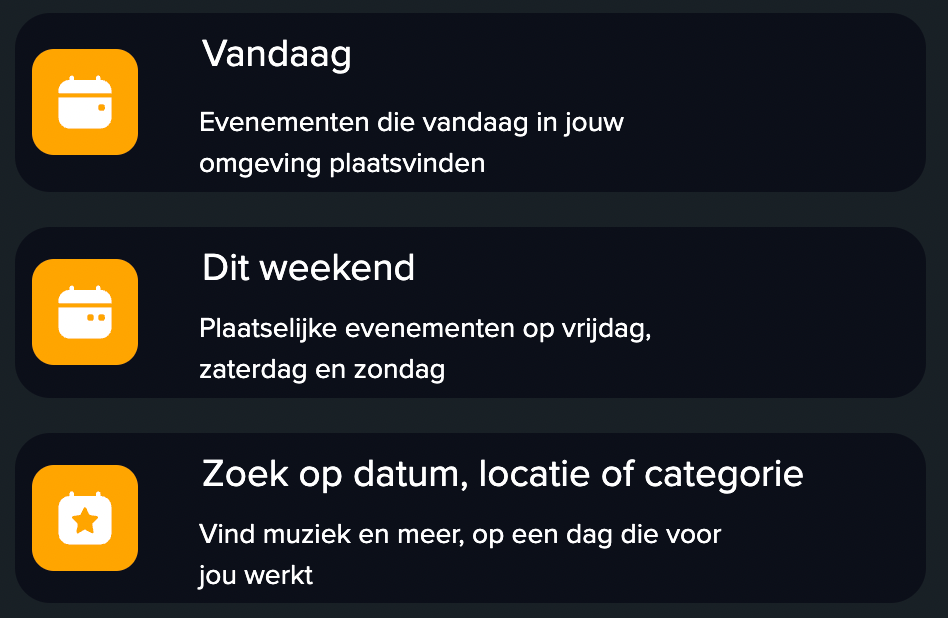 Vandaag
Evenementen die vandaag in jouw
omgeving plaatsvinden
Dit weekend
Plaatselijke evenementen op vrijdag,
zaterdag en zondag
Zoek op datum, locatie of categorie
Vind muziek en meer, op een dag die voor
jou werkt